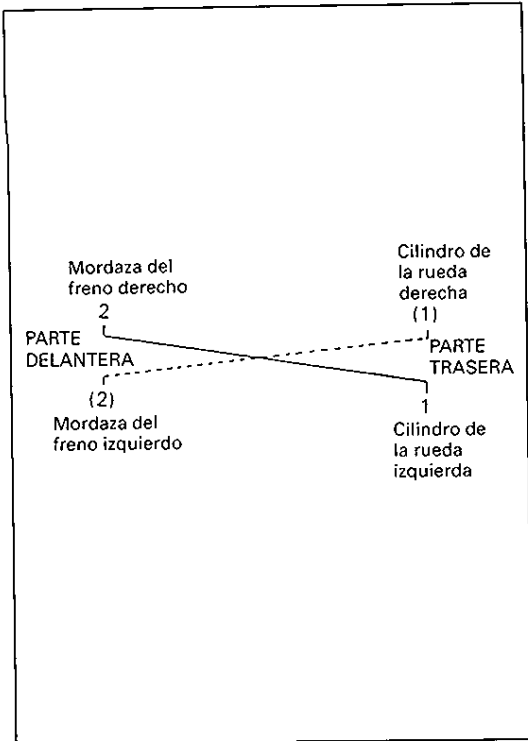 Mordaza del
freno derecho
2
Cilindro de
la rueda
derecha
(1)
PARTE
DELANTERA
PARTE
TRASERA
(2)
Mordaza del
freno izquierdo
1
Cilindro de
la rueda
izquierda